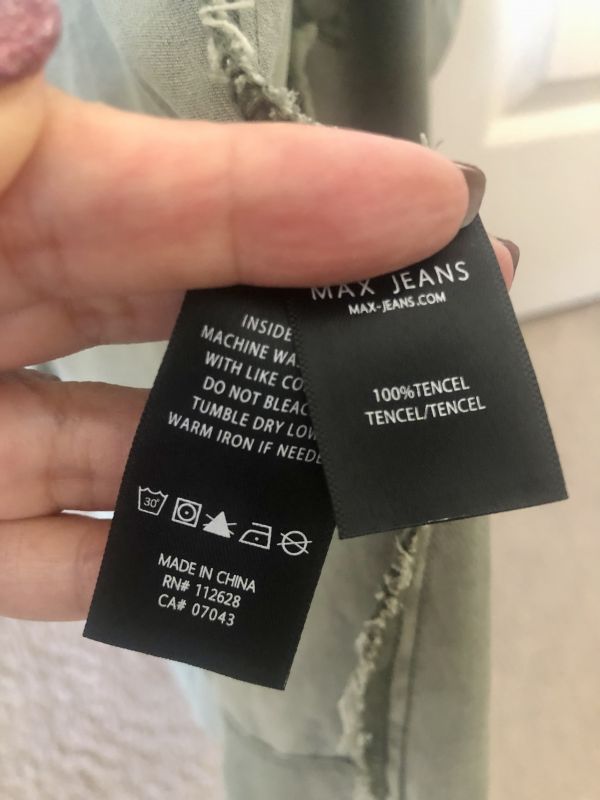 INSIDE
MACHINE WA
WITH LIKE CO
DO NOT BLEAC
TUMBLE DRY LOW
WARM IRON IF NEEDE
30°
MADE IN CHINA
RN# 112628
CA# 07043
MAX JEANS
MAX-JEANS.COM
100%TENCEL
TENCEL/TENCEL